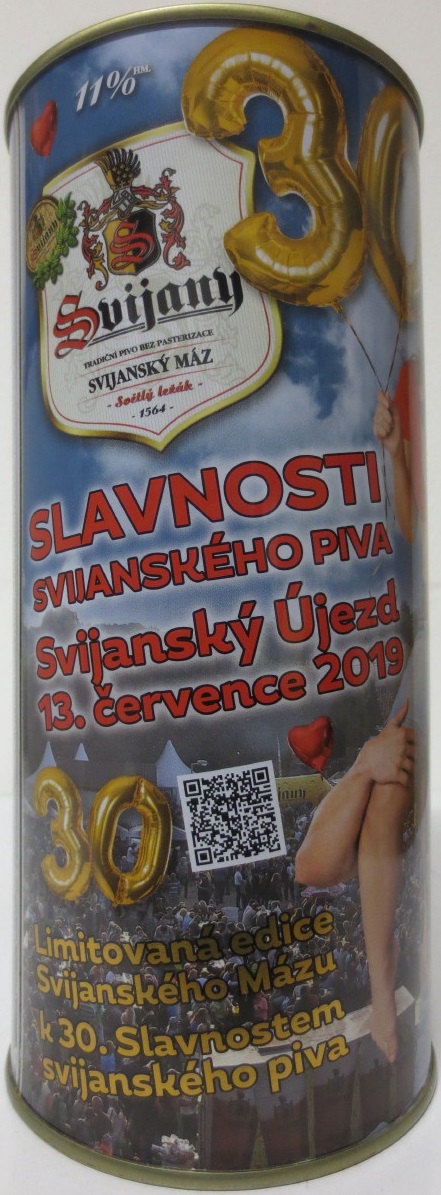 11% HM.
30
S
Svijany
TRADIČNÍ PIVO BEZ PASTERIZACE
SVIJANSKÝ MÁZ
- Světlý ležák -
- 1564 -
SLAVNOSTI
SVIJANSKÉHO PIVA
Svijanský Újezd
13. července 2019
30
Limitovaná edice
Svijanského Mázu
k 30. Slavnostem
svijanského piva